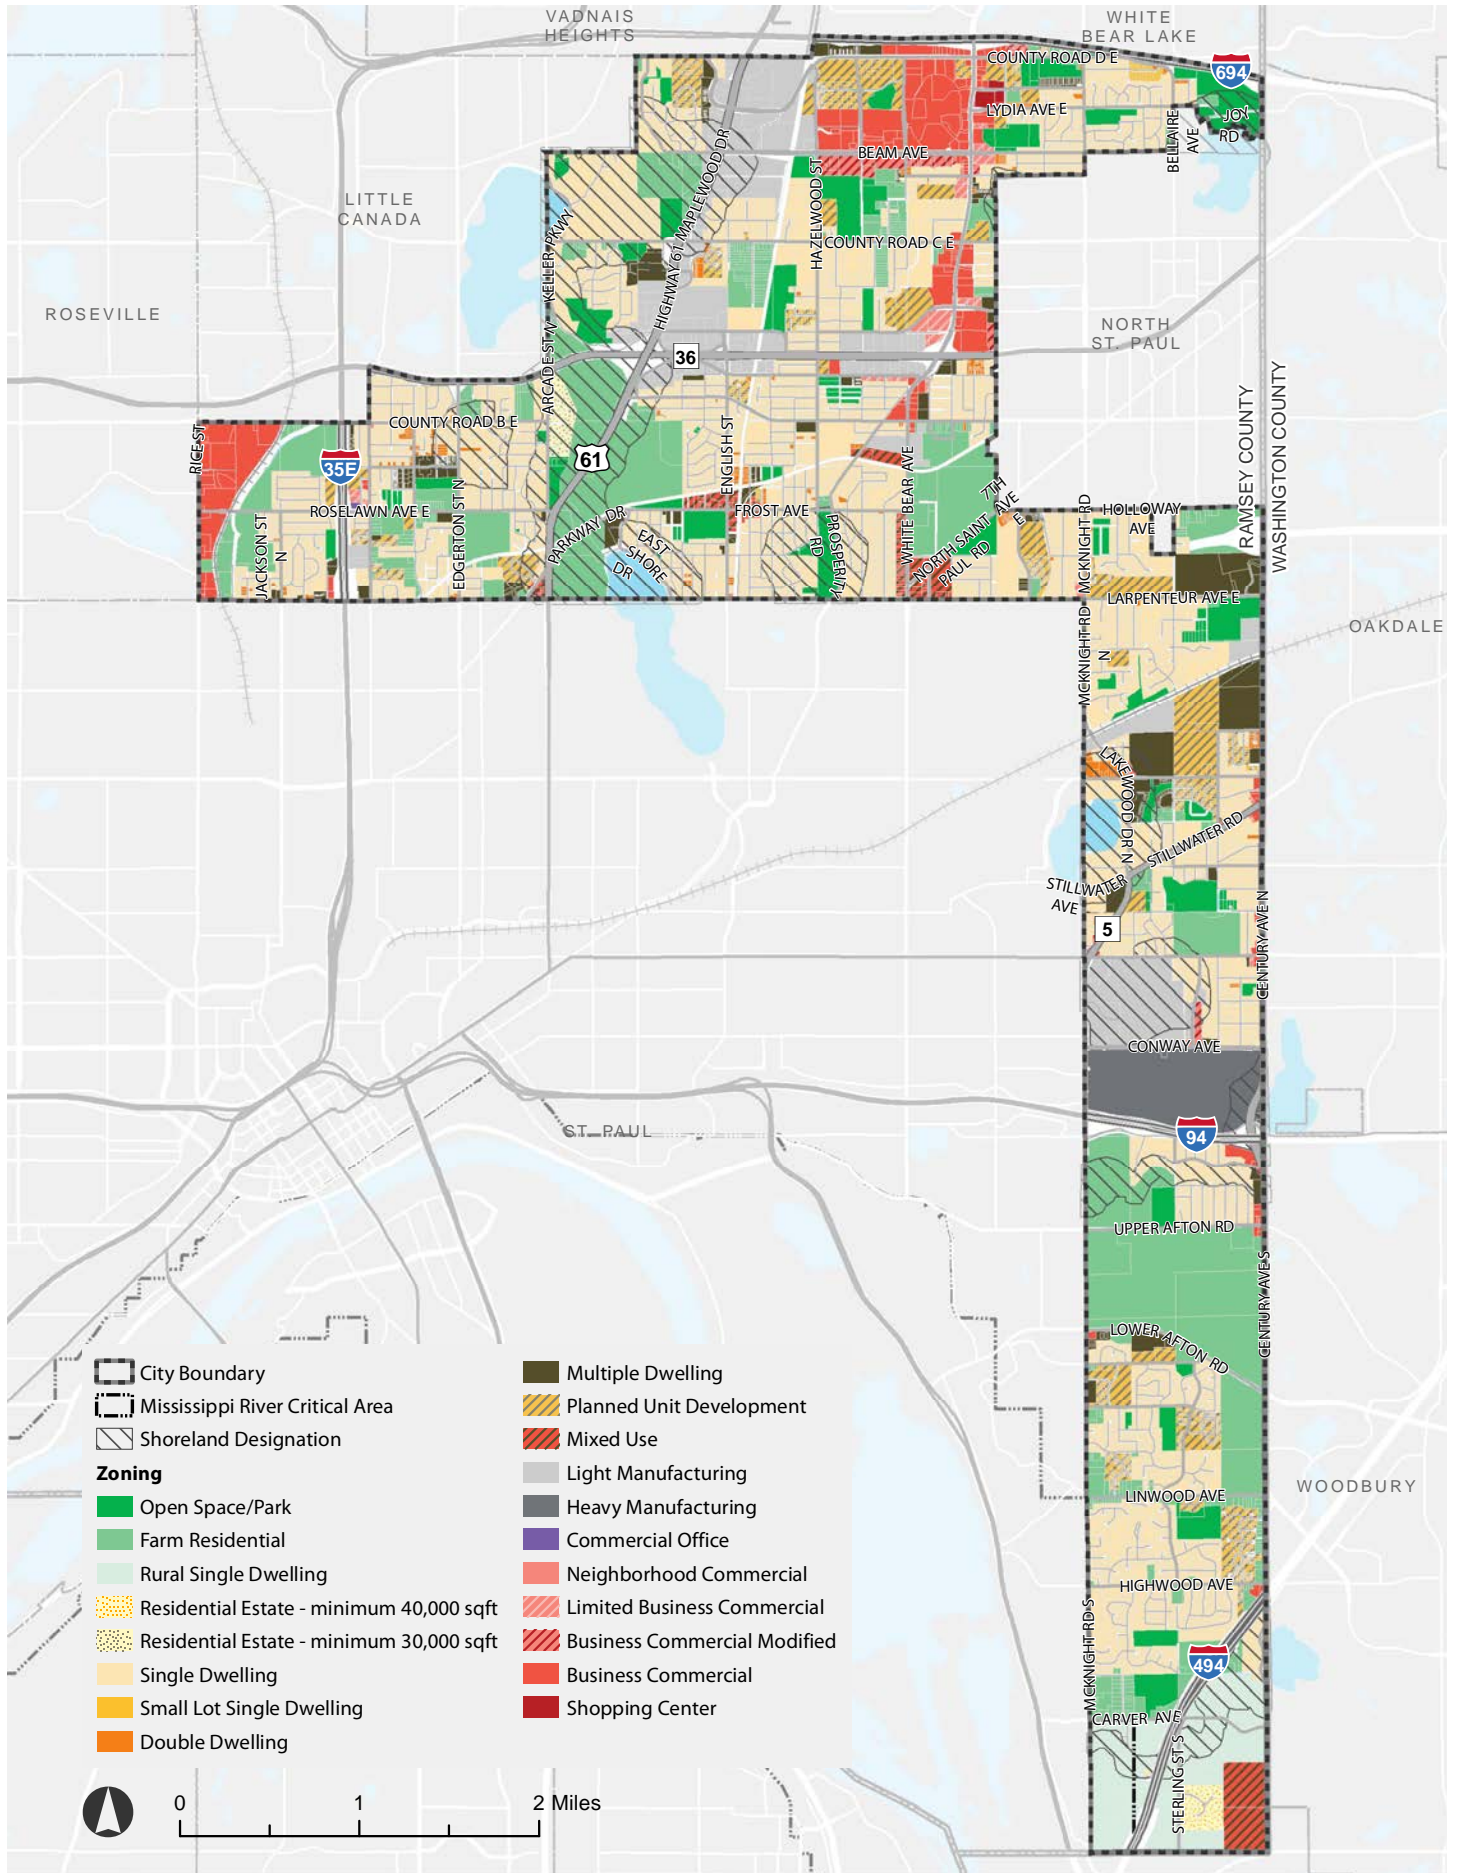 VADNAIS
HEIGHTS
WHITE
BEAR LAKE
COUNTY ROAD D E
694
LYDIA AVE E
JOY
RD
BELLAIRE
AVE
BEAM AVE
LITTLE
CANADA
HIGHWAY 61 MAPLEWOOD DR
HAZELWOOD ST
KELLER PKWY
COUNTY ROAD C E
ROSEVILLE
NORTH
ST. PAUL
36
ARCADE ST N
COUNTY ROAD B E
RICE ST
35E
61
ENGLISH ST
WHITE BEAR AVE
RAMSEY COUNTY
WASHINGTON COUNTY
7TH
AVE
E
ROSELAWN AVE E
EDGERTON ST N
JACKSON ST
N
PARKWAY DR
FROST AVE
EAST
SHORE
DR
PROSPERITY
RD
NORTH SAINT
PAUL RD
MCKNIGHT RD
HOLLOWAY
AVE
LARPENTEUR AVE E
OAKDALE
MCKNIGHT RD
N
LAKEWOOD DR N
STILLWATER RD
STILLWATER
AVE
5
CENTURY AVE N
CONWAY AVE
ST. PAUL
94
UPPER AFTON RD
CENTURY AVE S
LOWER AFTON RD
WOODBURY
LINWOOD AVE
HIGHWOOD AVE
MCKNIGHT RD S
494
CARVER AVE
STERLING ST S
City Boundary
Mississippi River Critical Area
Shoreland Designation
Zoning
Open Space/Park
Farm Residential
Rural Single Dwelling
Residential Estate - minimum 40,000 sqft
Residential Estate - minimum 30,000 sqft
Single Dwelling
Small Lot Single Dwelling
Double Dwelling
Multiple Dwelling
Planned Unit Development
Mixed Use
Light Manufacturing
Heavy Manufacturing
Commercial Office
Neighborhood Commercial
Limited Business Commercial
Business Commercial Modified
Business Commercial
Shopping Center
0 1 2 Miles